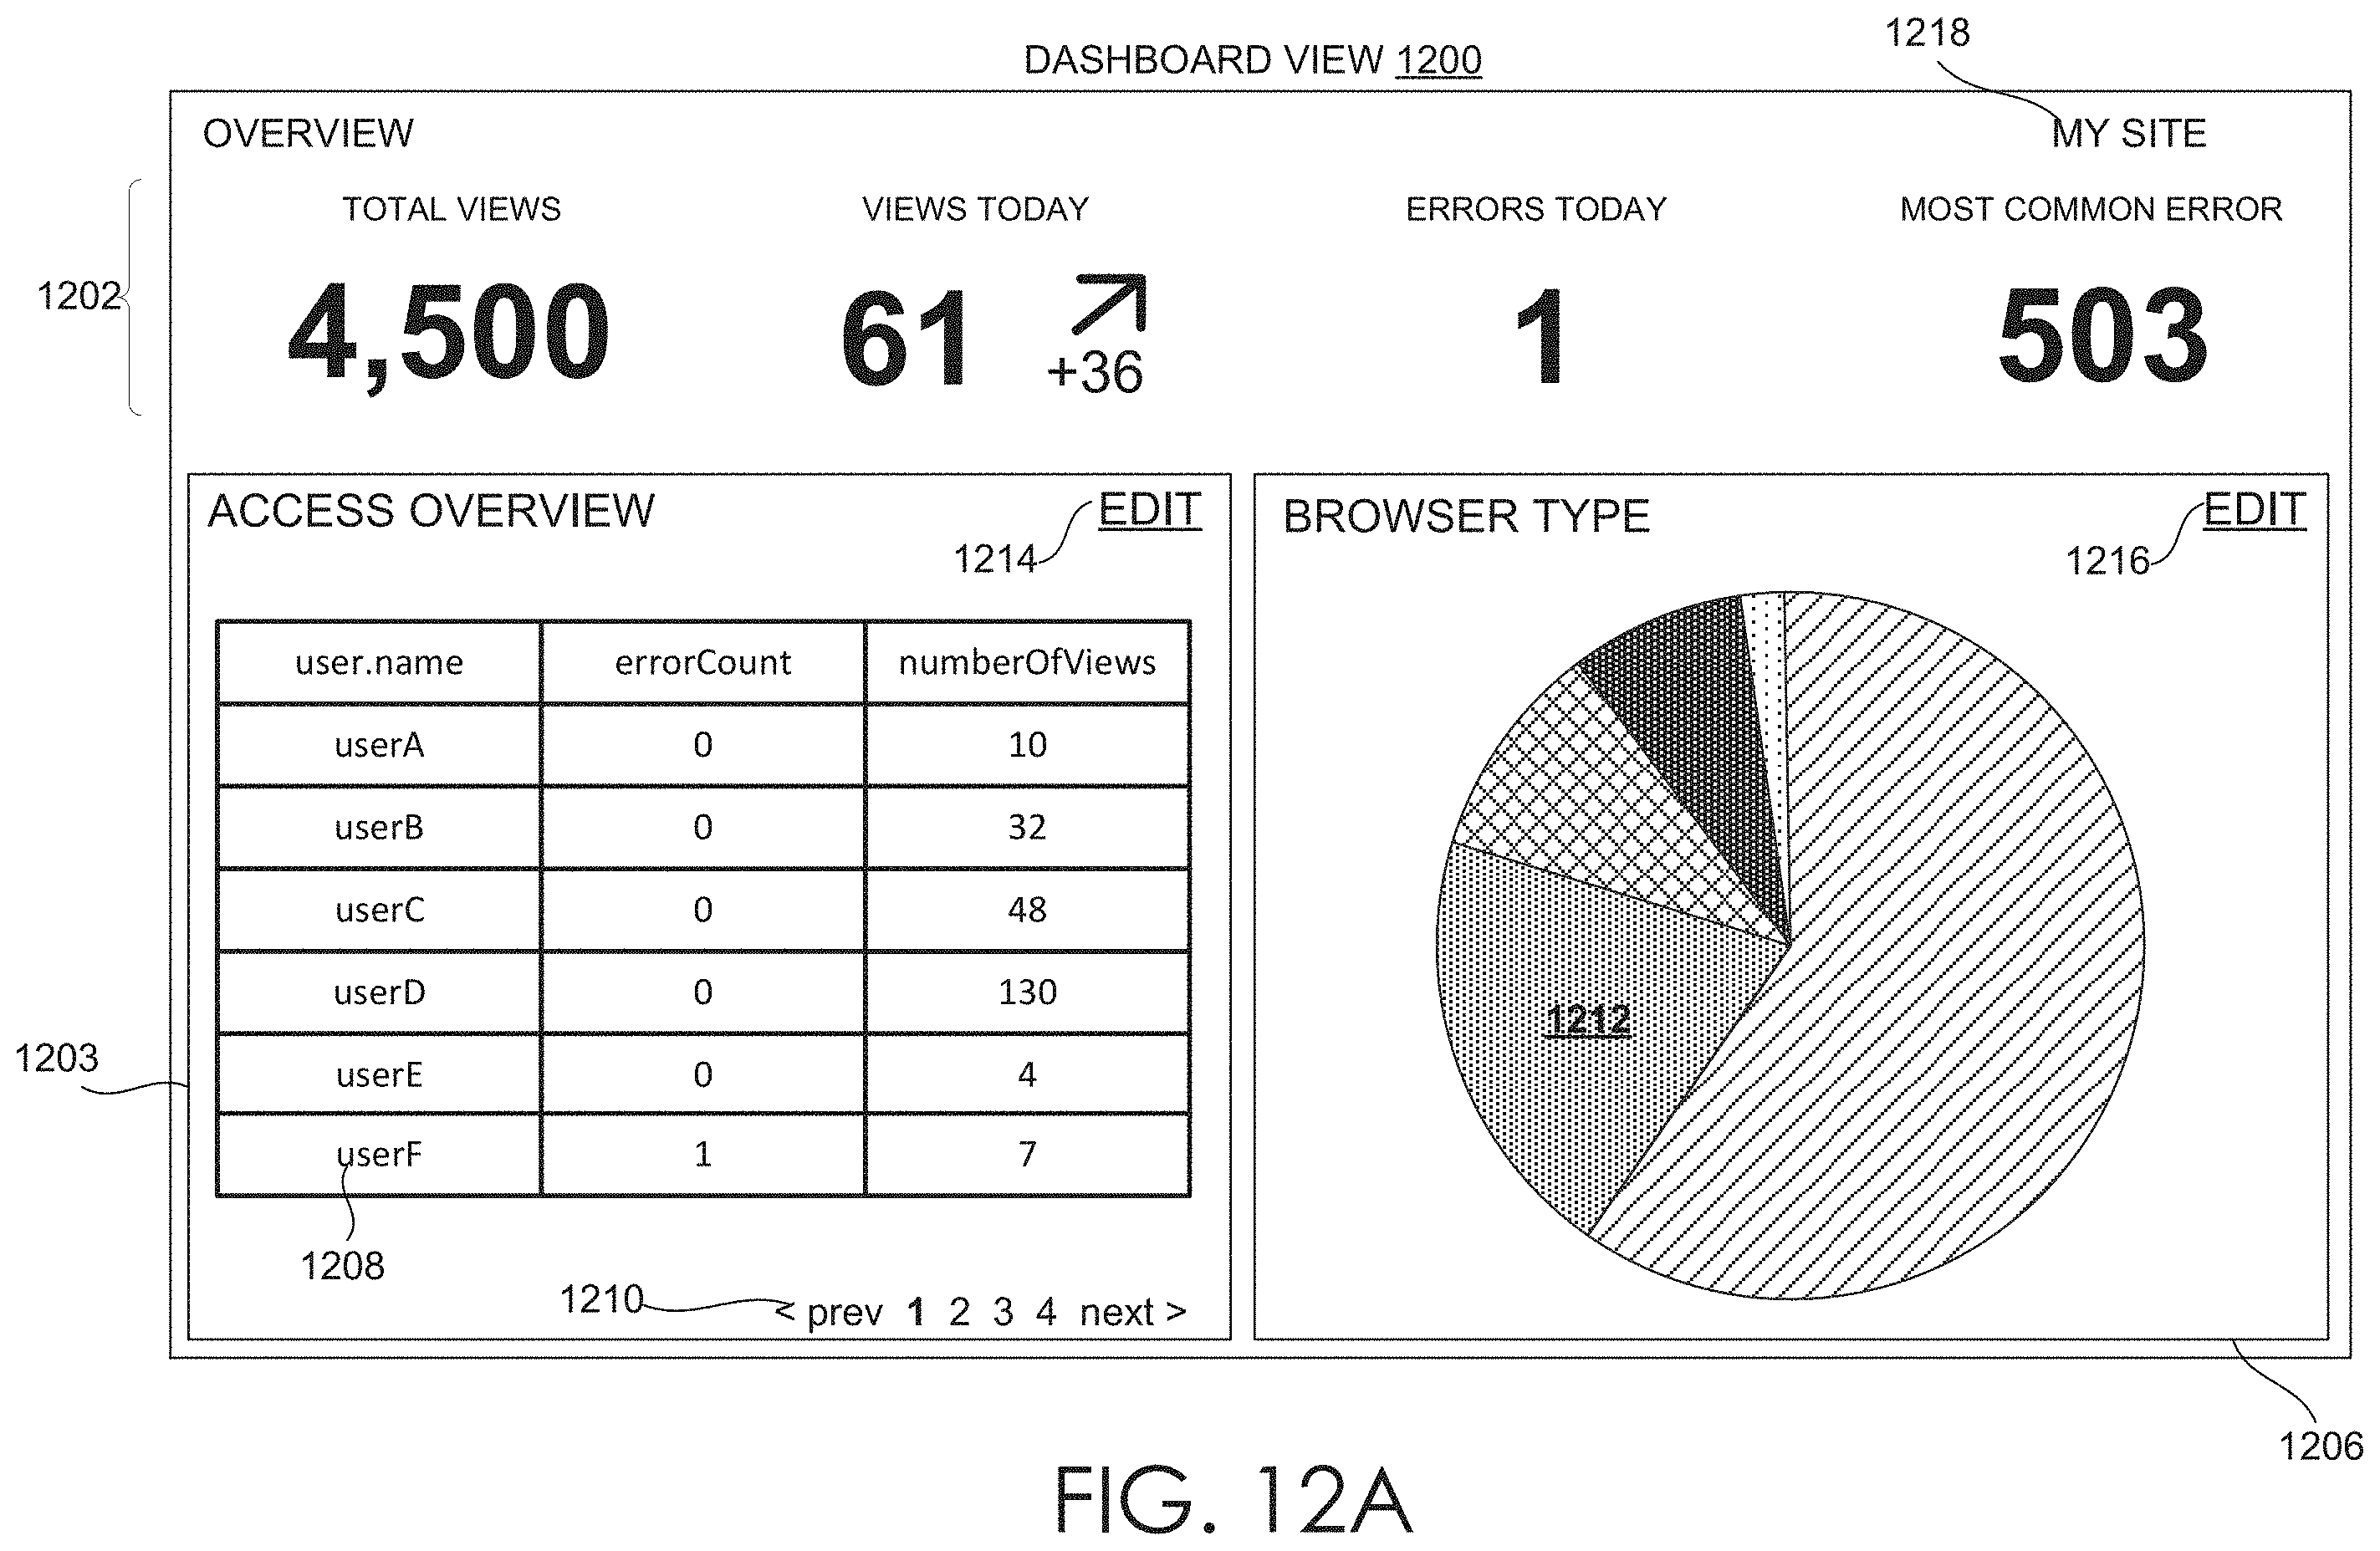 1218
DASHBOARD VIEW 1200
OVERVIEW MY SITE
TOTAL VIEWS VIEWS TODAY ERRORS TODAY MOST COMMON ERROR
1202
4,500 61 +36 1 503
ACCESS OVERVIEW EDIT
1214
BROWSER TYPE EDIT
1216
user.name errorCount numberOfViews
userA 0 10
userB 0 32
userC 0 48
userD 0 130
userE 0 4
userF 1 7
1212
1203
1208
1210 < prev 1 2 3 4 next >
1206
FIG. 12A